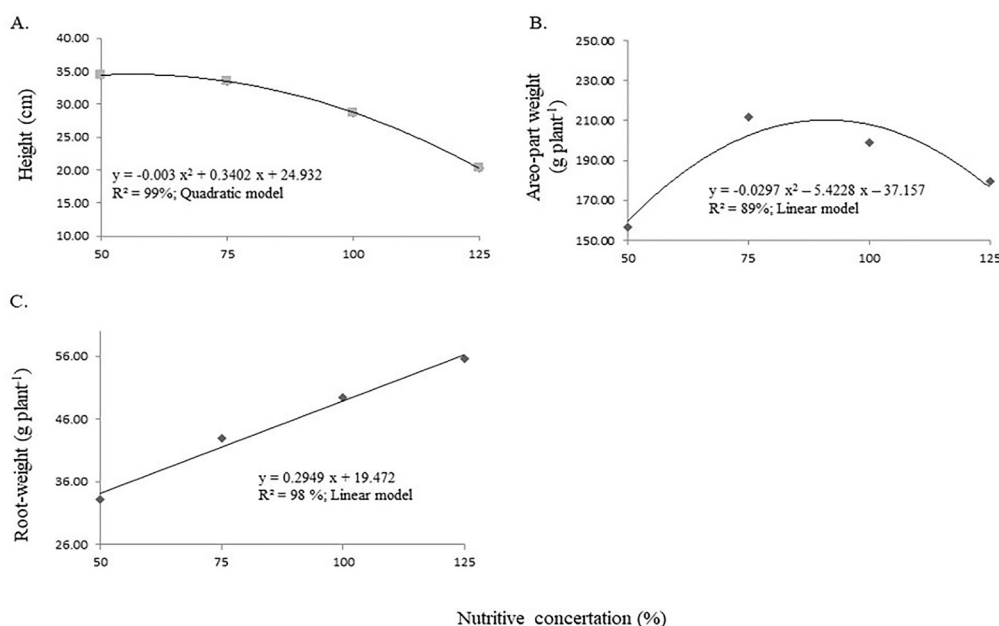 A.
40.00
35.00
30.00
25.00
20.00
15.00
10.00
Height (cm)
y = -0.003 x² + 0.3402 x + 24.932
R² = 99%; Quadratic model
50 75 100 125
B.
250.00
230.00
210.00
190.00
170.00
150.00
Areo-part weight
(g plant⁻¹)
y = -0.0297 x² – 5.4228 x – 37.157
R² = 89%; Linear model
50 75 100 125
C.
56.00
46.00
36.00
26.00
Root-weight (g plant⁻¹)
y = 0.2949 x + 19.472
R² = 98 %; Linear model
50 75 100 125
Nutritive concertation (%)